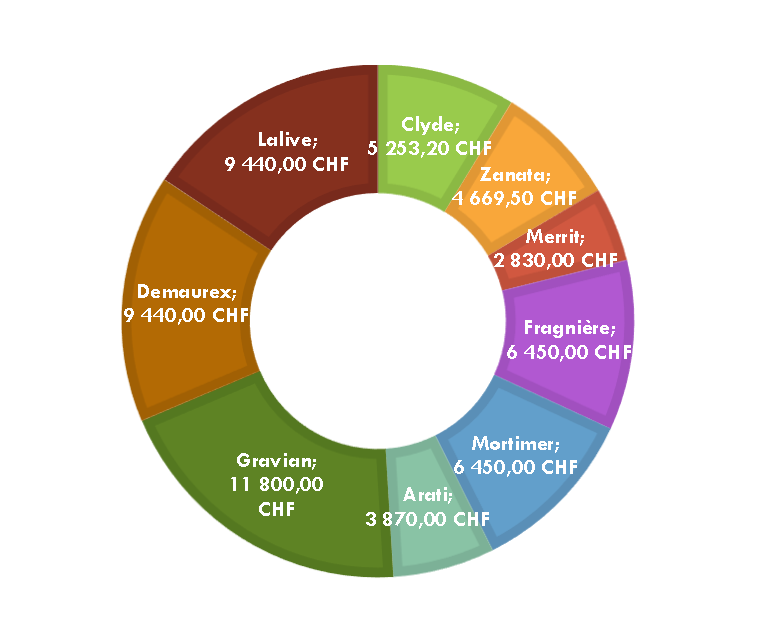 Clyde;
5 253,20 CHF
Zanata;
4 669,50 CHF
Merrit;
2 830,00 CHF
Fragnière;
6 450,00 CHF
Mortimer;
6 450,00 CHF
Arati;
3 870,00 CHF
Gravian;
11 800,00
CHF
Demaurex;
9 440,00 CHF
Lalive;
9 440,00 CHF